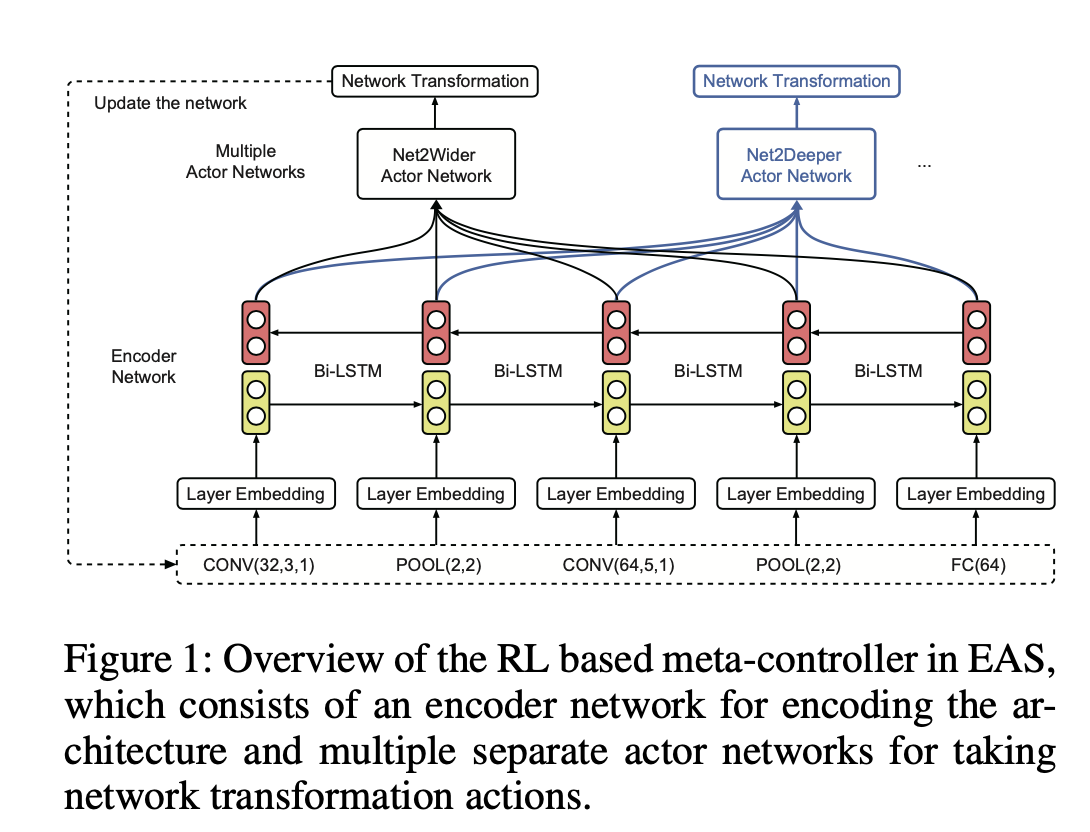 Network Transformation
Network Transformation
Update the network
Multiple
Actor Networks
Net2Wider
Actor Network
Net2Deeper
Actor Network
...
Encoder
Network
Bi-LSTM
Bi-LSTM
Bi-LSTM
Bi-LSTM
Layer Embedding
Layer Embedding
Layer Embedding
Layer Embedding
Layer Embedding
CONV(32,3,1)
POOL(2,2)
CONV(64,5,1)
POOL(2,2)
FC(64)
Figure 1: Overview of the RL based meta-controller in EAS,
which consists of an encoder network for encoding the ar-
chitecture and multiple separate actor networks for taking
network transformation actions.